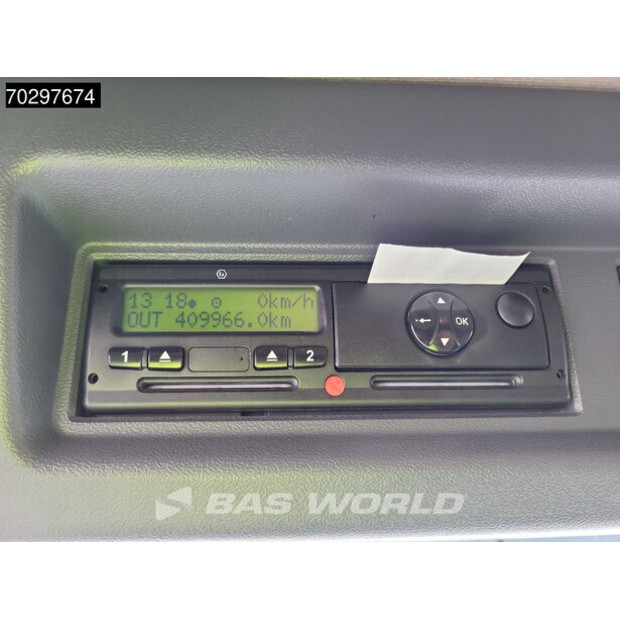 70297674
13 18 0km/h
OUT 409966.0km
1 2
OK
BAS WORLD